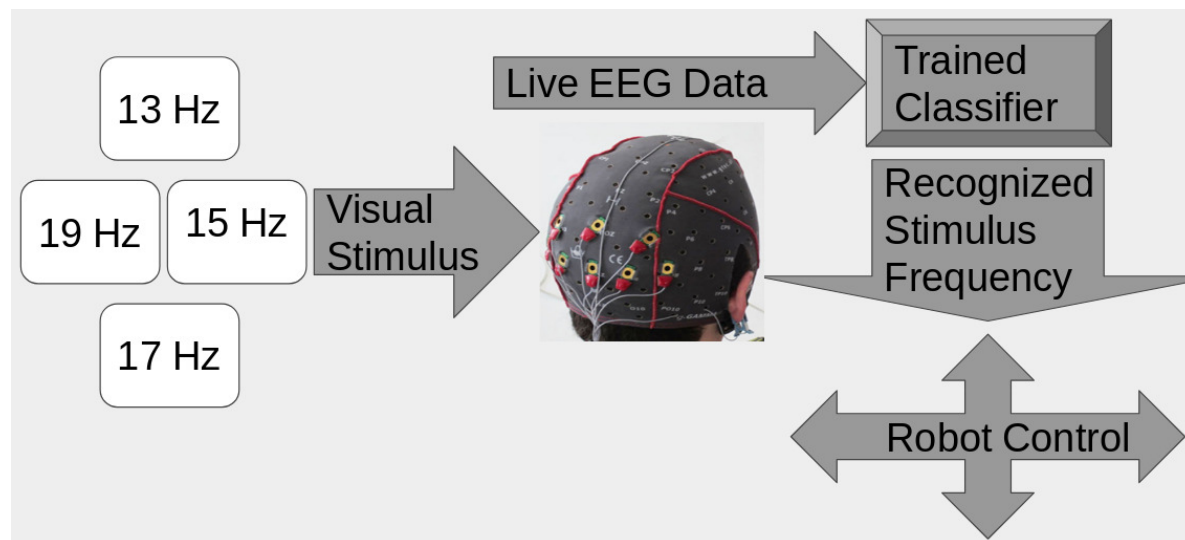 13 Hz
19 Hz
15 Hz
17 Hz
Visual
Stimulus
Live EEG Data
Trained
Classifier
Recognized
Stimulus
Frequency
Robot Control